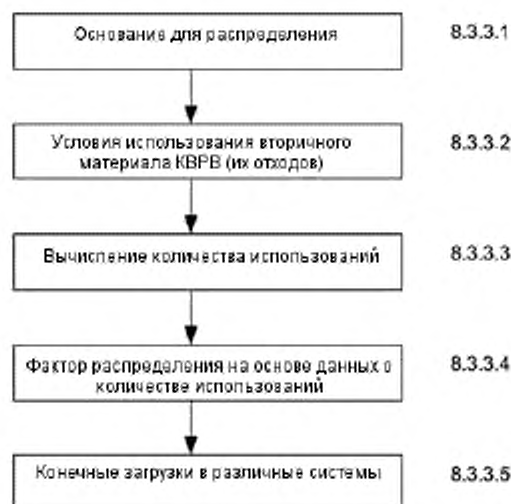 Основание для распределения 8.3.3.1
Условия использования вторичного 8.3.3.2
материала КВРВ (их отходов)
Вычисление количества использований 8.3.3.3
Фактор распределения на основе данных о 8.3.3.4
количестве использований
Конечные загрузки в различные системы 8.3.3.5